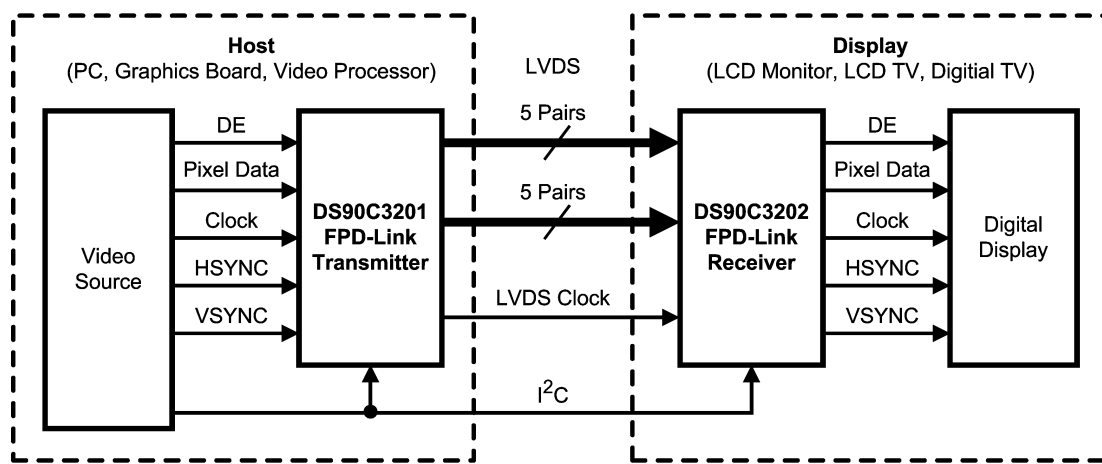 Host
(PC, Graphics Board, Video Processor)
LVDS
Display
(LCD Monitor, LCD TV, Digitial TV)
Video
Source
DE
Pixel Data
Clock
HSYNC
VSYNC
DS90C3201
FPD-Link
Transmitter
5 Pairs
5 Pairs
LVDS Clock
I²C
DS90C3202
FPD-Link
Receiver
DE
Pixel Data
Clock
HSYNC
VSYNC
Digital
Display